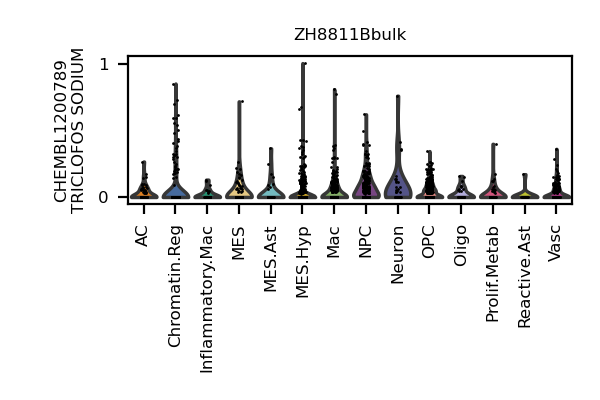 ZH8811Bbulk
CHEMBL1200789
TRICLOFOS SODIUM
1
0
AC
Chromatin.Reg
Inflammatory.Mac
MES
MES.Ast
MES.Hyp
Mac
NPC
Neuron
OPC
Oligo
Prolif.Metab
Reactive.Ast
Vasc